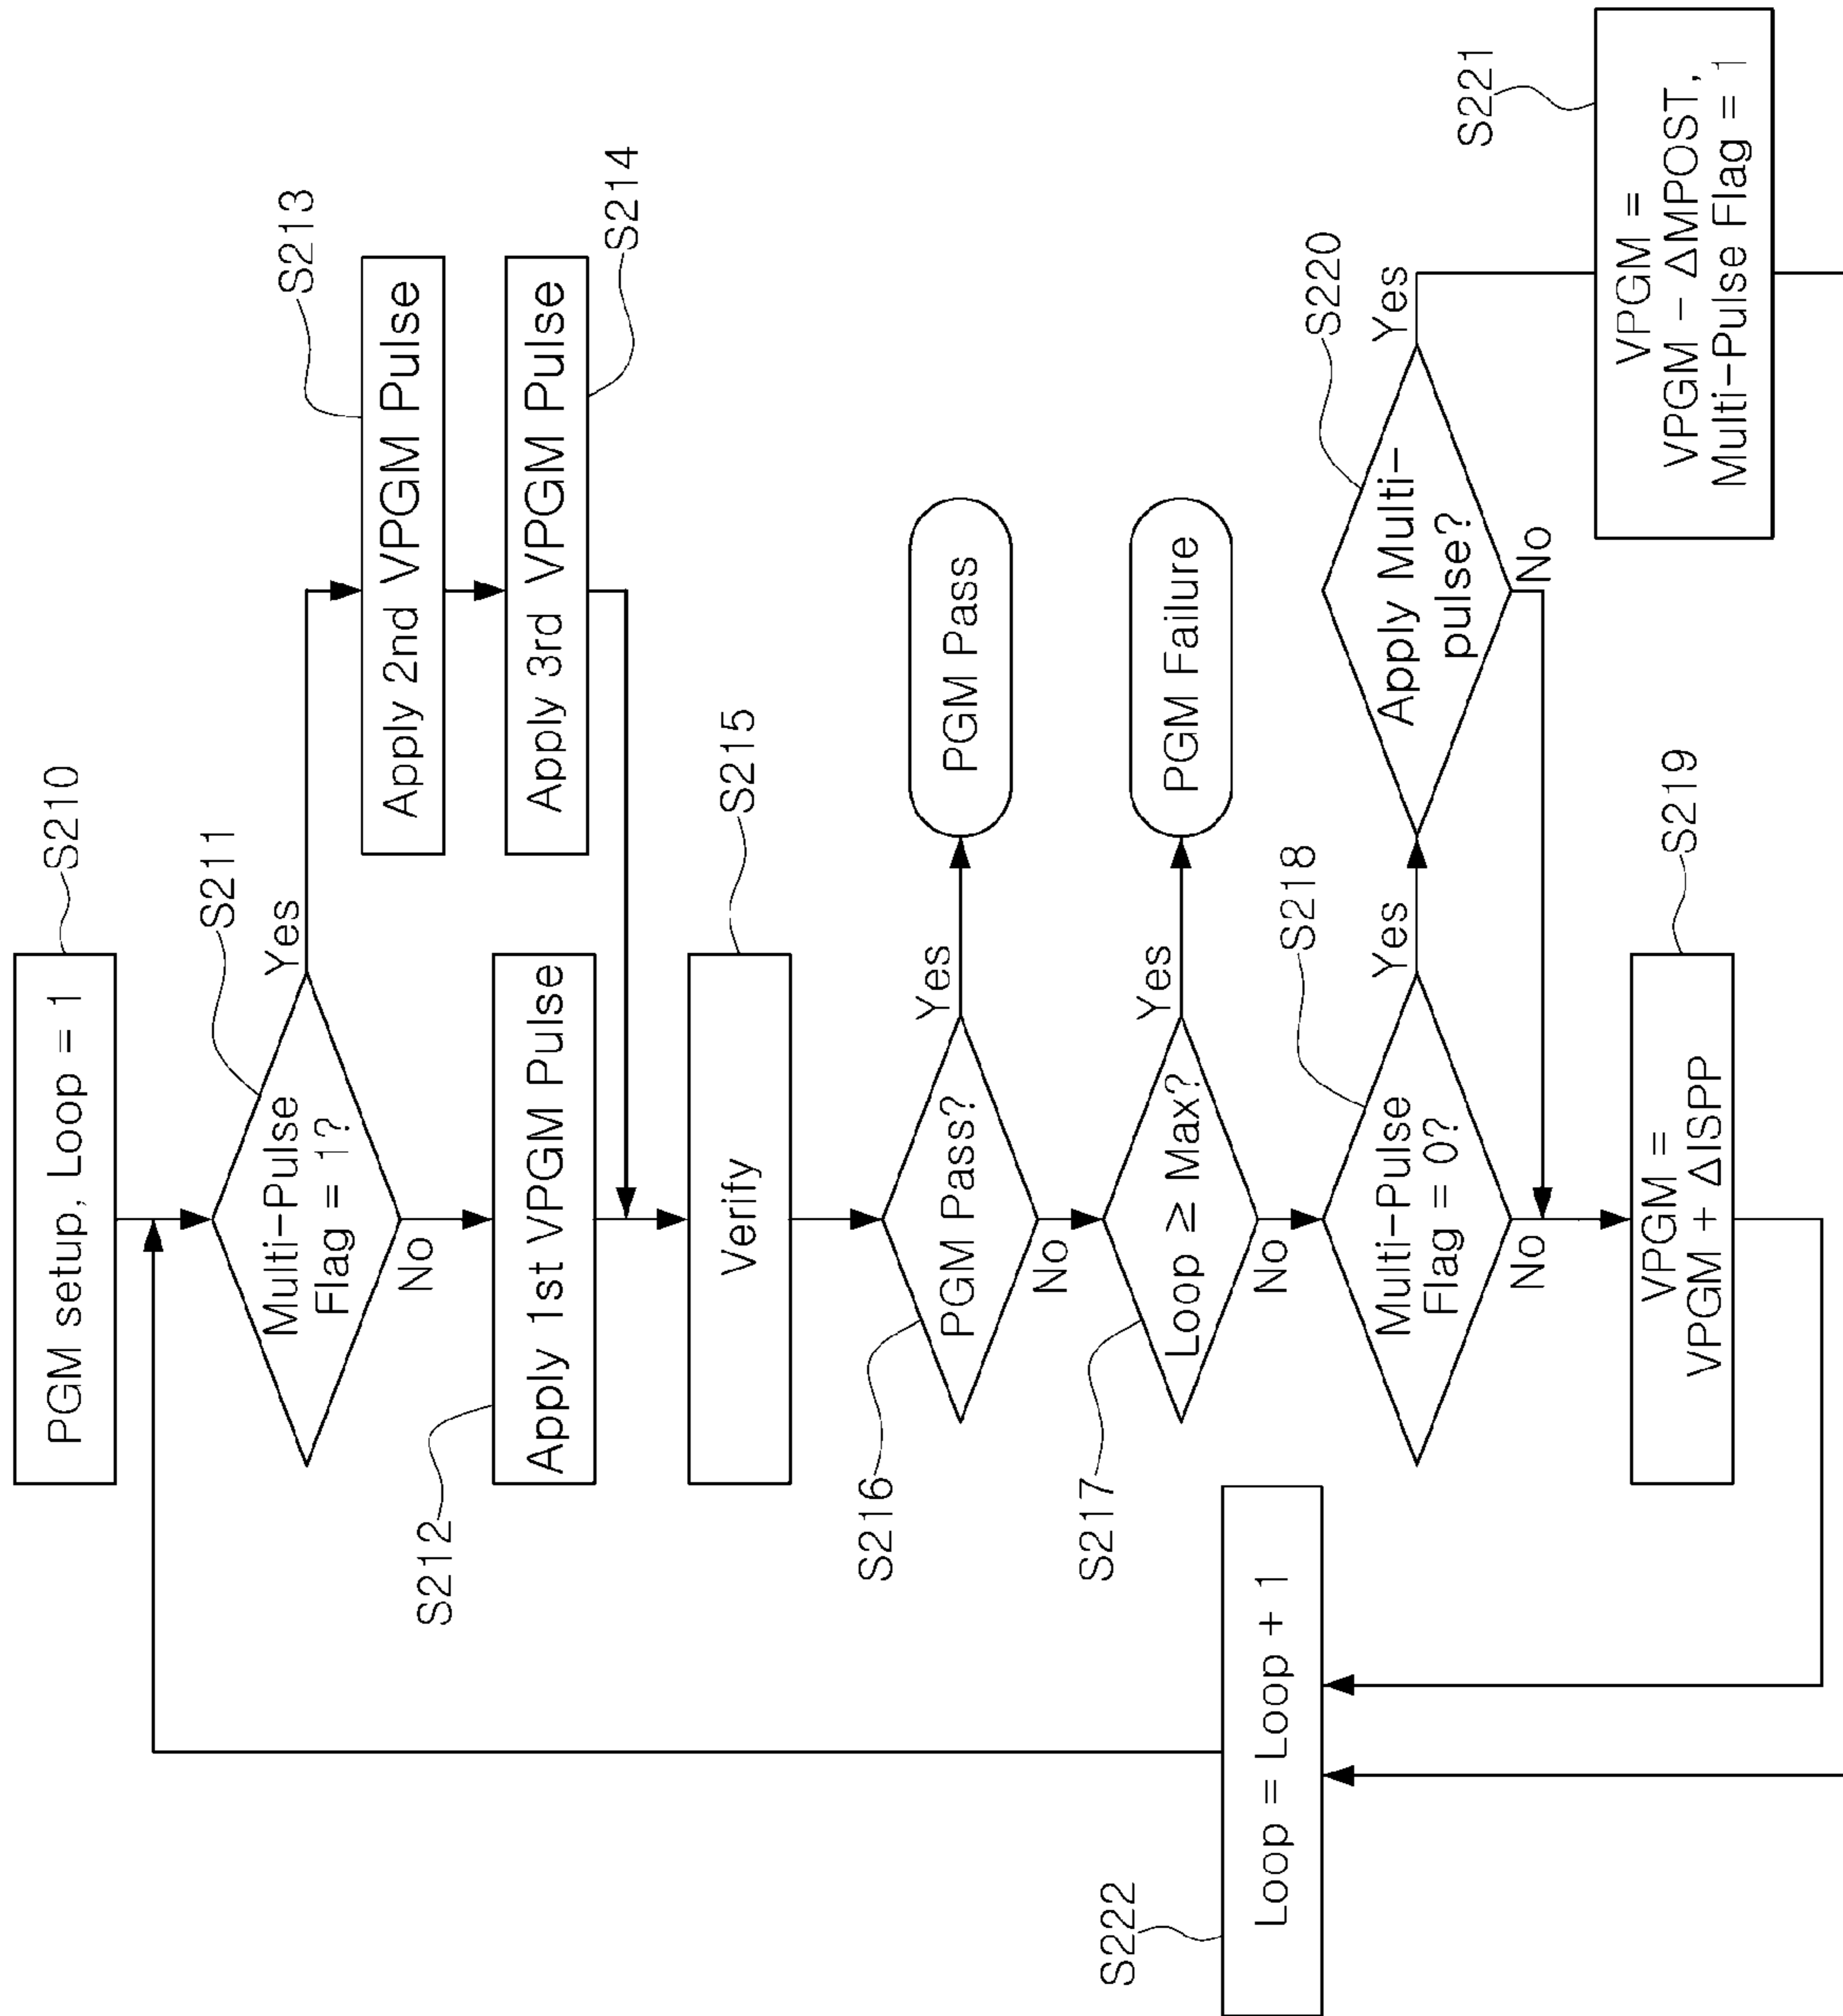 PGM setup, Loop = 1
S210
Multi-Pulse
Flag = 1?
S211
Yes
No
Apply 1st VPGM Pulse
S212
Apply 2nd VPGM Pulse
S213
Apply 3rd VPGM Pulse
S214
Verify
S215
PGM Pass?
S216
Yes
No
PGM Pass
Loop ≥ Max?
S217
Yes
No
PGM Failure
Multi-Pulse
Flag = 0?
S218
Yes
No
Apply Multi-
pulse?
S220
Yes
No
VPGM =
VPGM + ΔISPP
S219
VPGM =
VPGM - ΔMPOST,
Multi-Pulse Flag = 1
S221
Loop = Loop + 1
S222